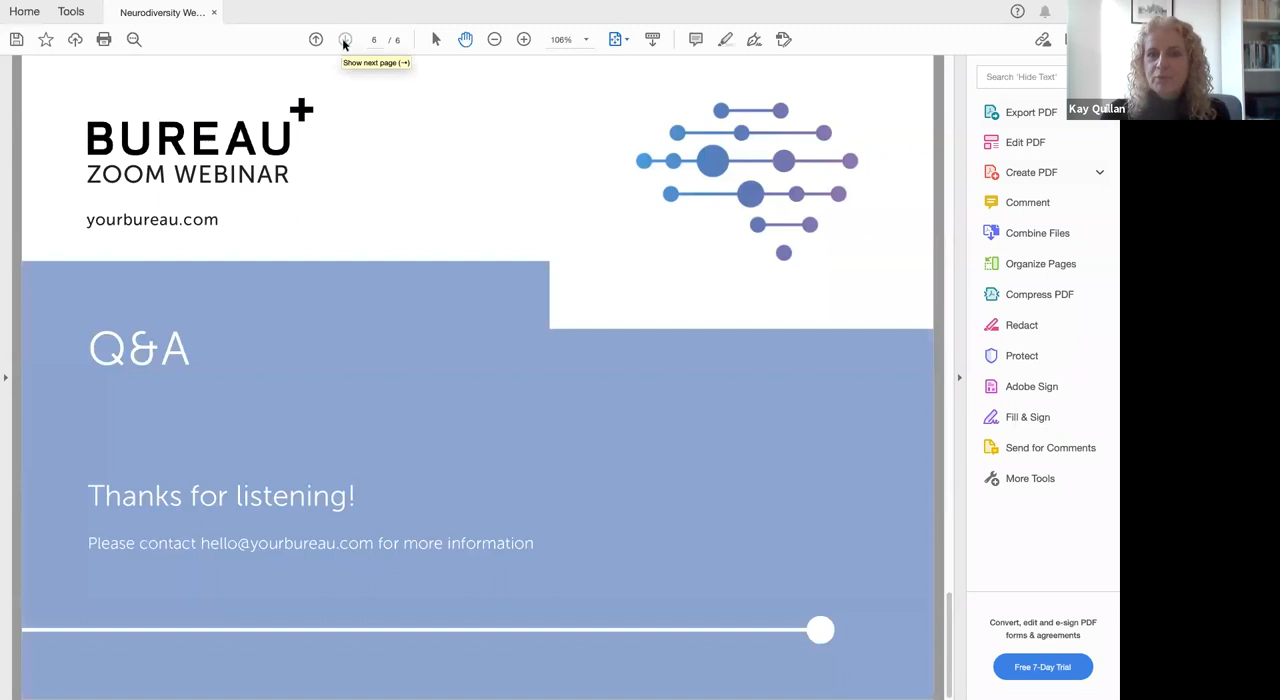 Home
Tools
Neurodiversity We... ×
6 / 6
106%
Show next page (→)
BUREAU+
ZOOM WEBINAR
yourbureau.com
Q&A
Thanks for listening!
Please contact hello@yourbureau.com for more information
Search 'Hide Text'
Export PDF
Edit PDF
Create PDF
Comment
Combine Files
Organize Pages
Compress PDF
Redact
Protect
Adobe Sign
Fill & Sign
Send for Comments
More Tools
Convert, edit and e-sign PDF
forms & agreements
Free 7-Day Trial
Kay Quillan